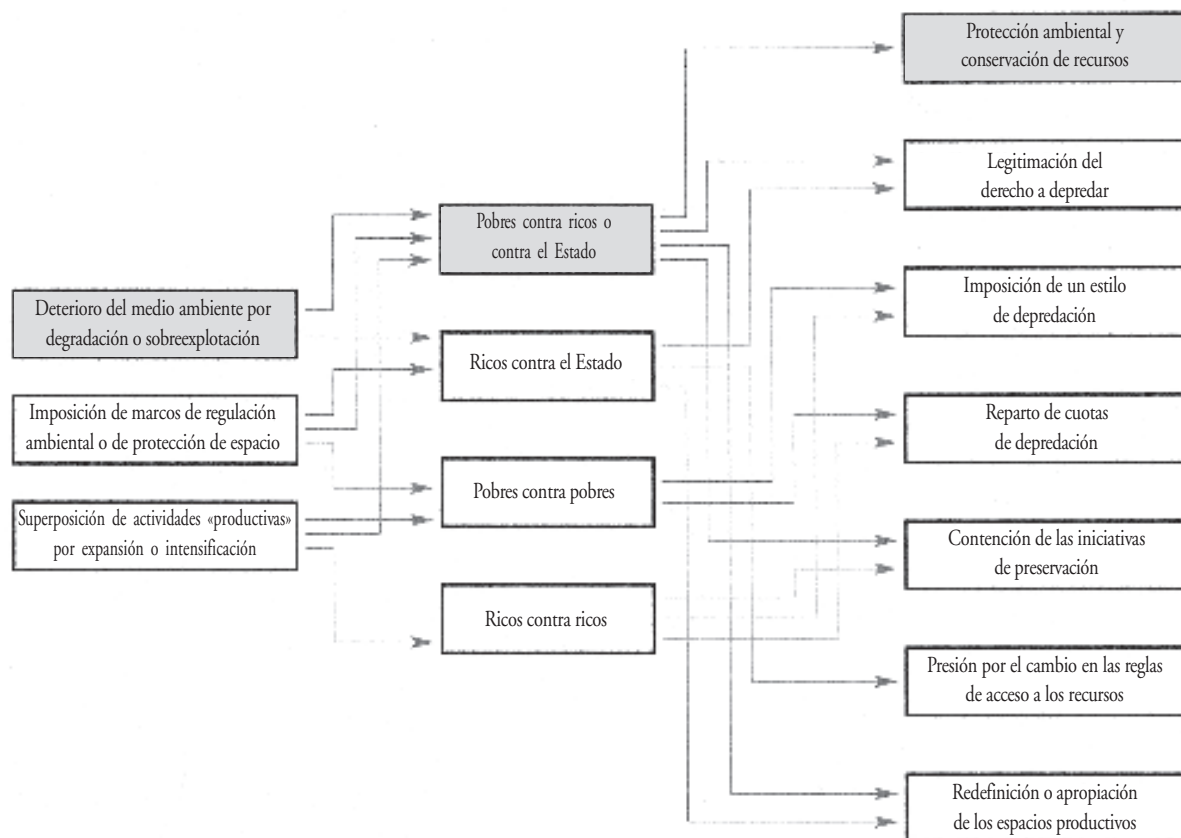 Deterioro del medio ambiente por
degradación o sobreexplotación
Imposición de marcos de regulación
ambiental o de protección de espacio
Superposición de actividades «productivas»
por expansión o intensificación
Pobres contra ricos o
contra el Estado
Ricos contra el Estado
Pobres contra pobres
Ricos contra ricos
Protección ambiental y
conservación de recursos
Legitimación del
derecho a depredar
Imposición de un estilo
de depredación
Reparto de cuotas
de depredación
Contención de las iniciativas
de preservación
Presión por el cambio en las reglas
de acceso a los recursos
Redefinición o apropiación
de los espacios productivos